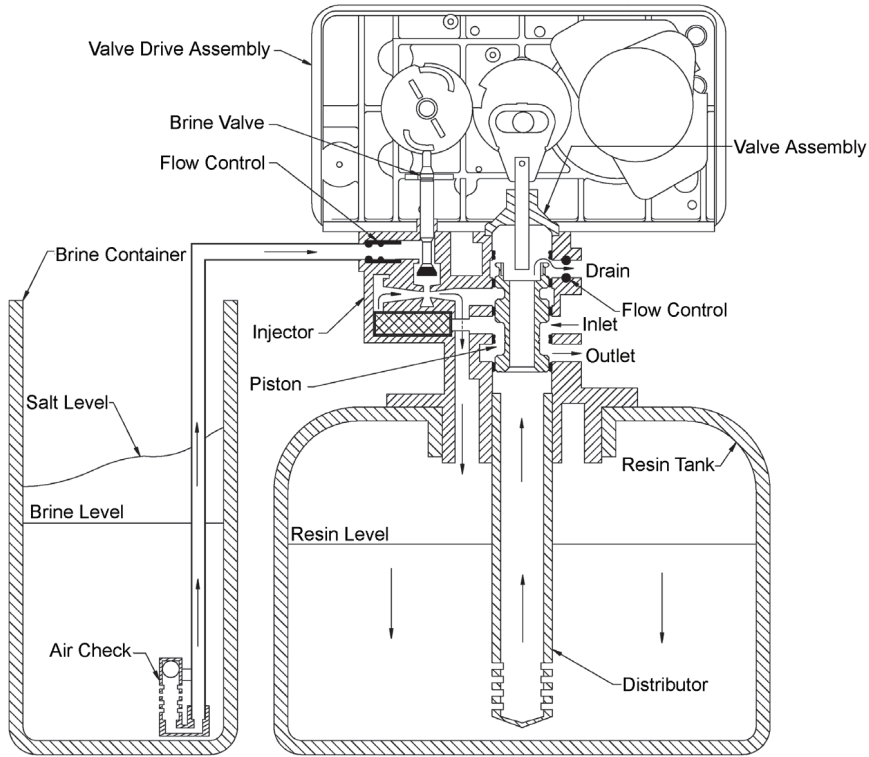 Valve Drive Assembly
Brine Valve
Flow Control
Valve Assembly
Brine Container
Drain
Flow Control
Injector
Inlet
Outlet
Piston
Salt Level
Resin Tank
Brine Level
Resin Level
Air Check
Distributor